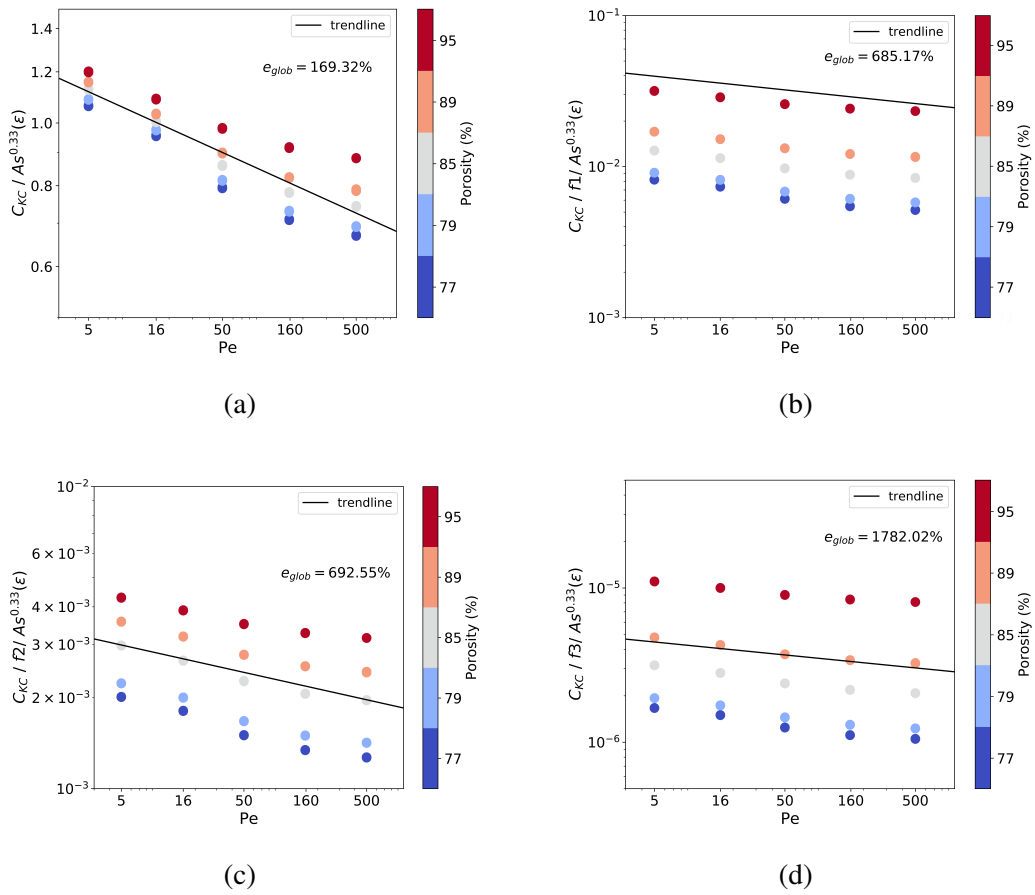 trendline
e_glob = 169.32%
1.4
1.2
1.0
0.8
0.6
C_KC / As^0.33(ε)
5 16 50 160 500
Pe
95
89
85
79
77
Porosity (%)
(a)
trendline
e_glob = 685.17%
10^−1
10^−2
10^−3
C_KC / f1/ As^0.33(ε)
5 16 50 160 500
Pe
95
89
85
79
77
Porosity (%)
(b)
trendline
e_glob = 692.55%
10^−2
6 × 10^−3
4 × 10^−3
3 × 10^−3
2 × 10^−3
10^−3
C_KC / f2/ As^0.33(ε)
5 16 50 160 500
Pe
95
89
85
79
77
Porosity (%)
(c)
trendline
e_glob = 1782.02%
10^−5
10^−6
C_KC / f3/ As^0.33(ε)
5 16 50 160 500
Pe
95
89
85
79
77
Porosity (%)
(d)